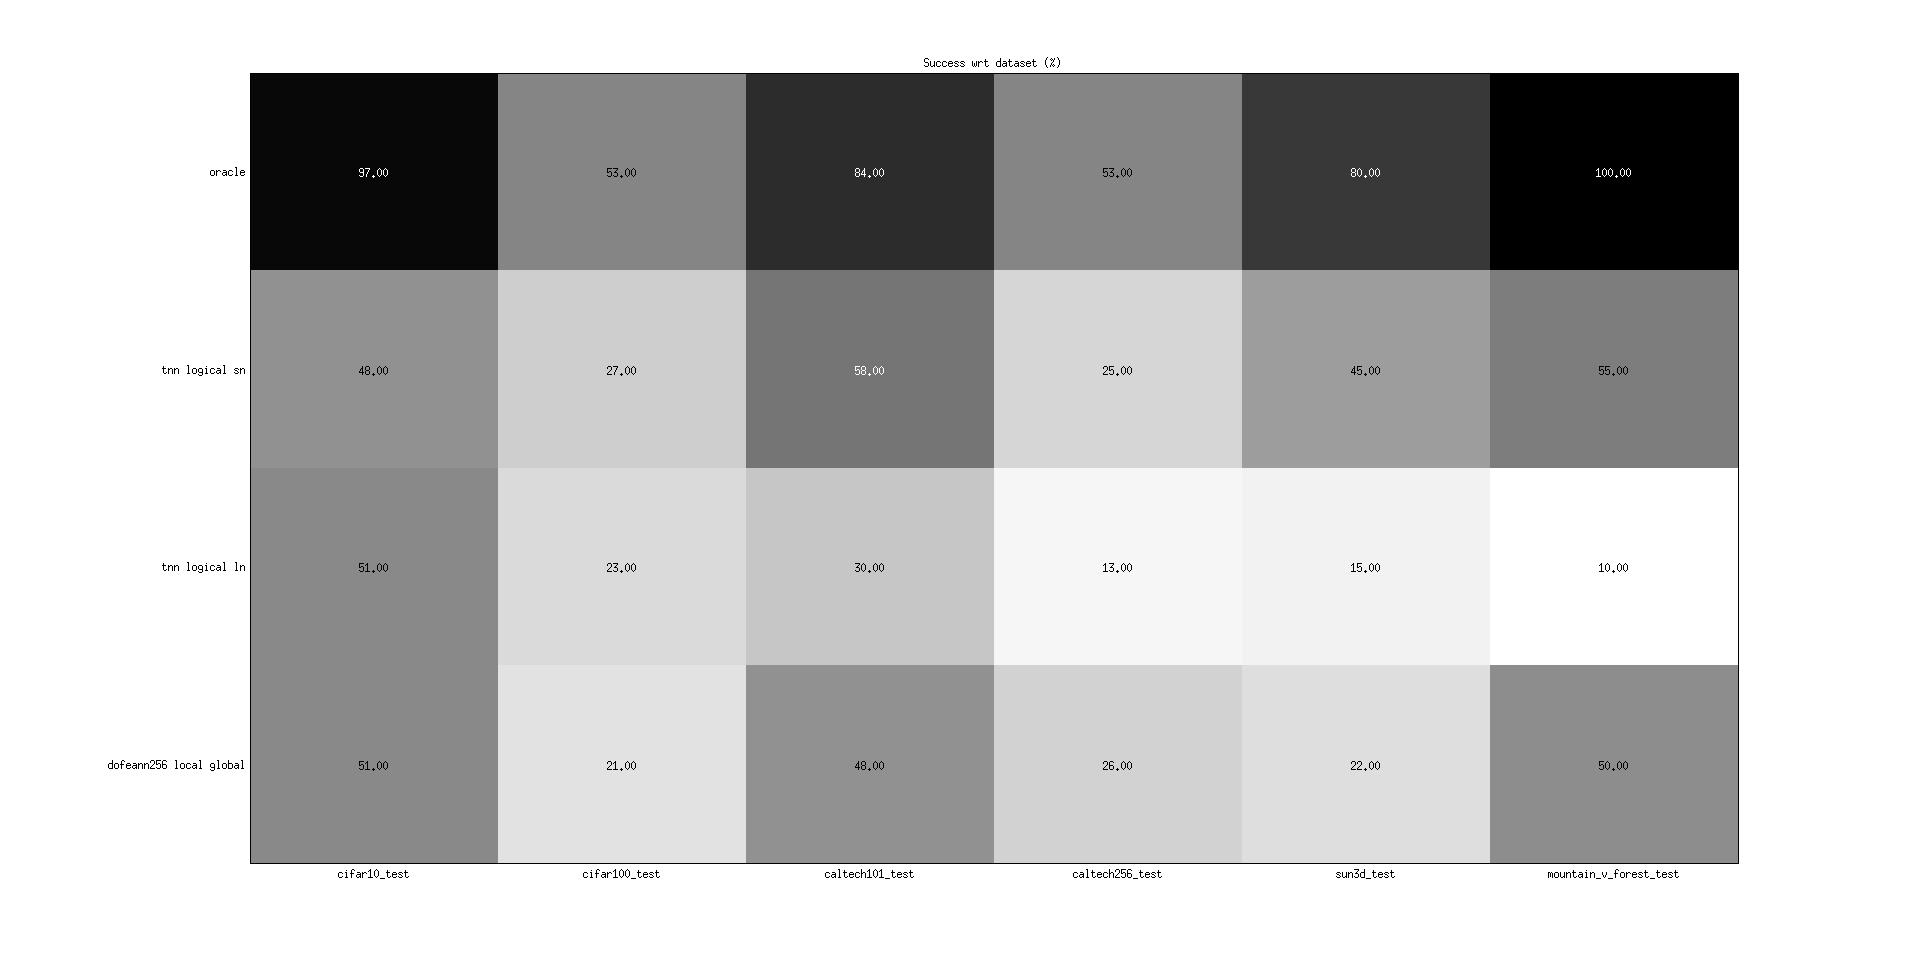 Success wrt dataset (%)
oracle 97.00 53.00 84.00 53.00 80.00 100.00
tnn logical sn 48.00 27.00 58.00 25.00 45.00 55.00
tnn logical ln 51.00 23.00 30.00 13.00 15.00 10.00
dofeann256 local global 51.00 21.00 48.00 26.00 22.00 50.00
cifar10_test cifar100_test caltech101_test caltech256_test sun3d_test mountain_v_forest_test